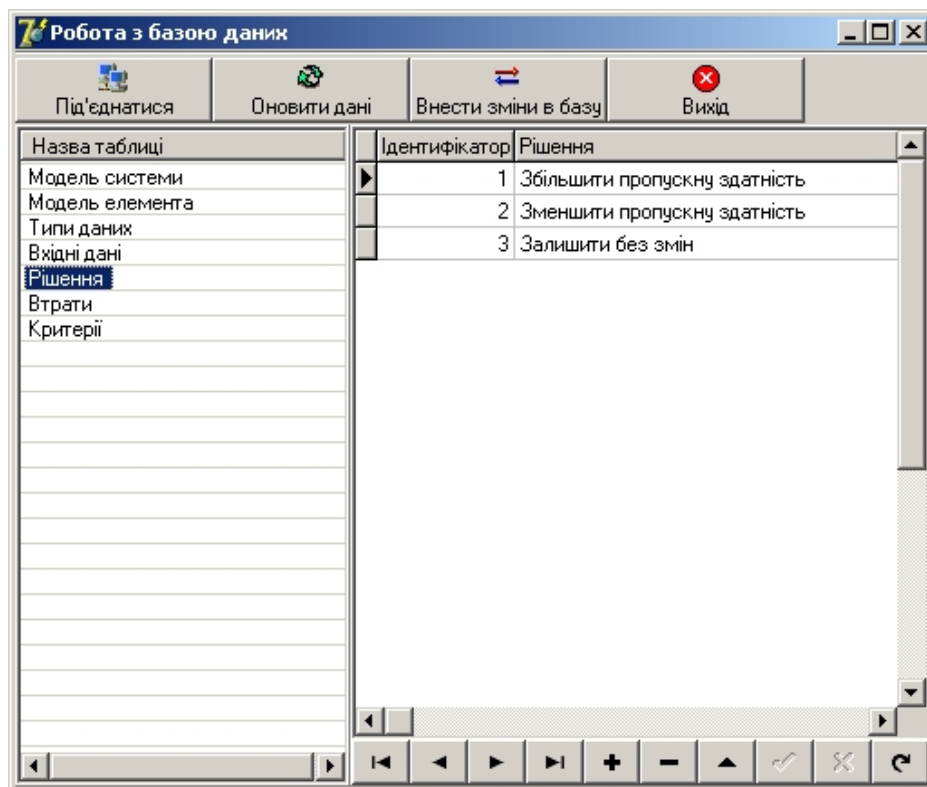 Робота з базою даних
Під'єднатися Оновити дані Внести зміни в базу Вихід
Назва таблиці
Модель системи
Модель елемента
Типи даних
Вхідні дані
Рішення
Втрати
Критерії
Ідентифікатор Рішення
1 Збільшити пропускну здатність
2 Зменшити пропускну здатність
3 Залишити без змін